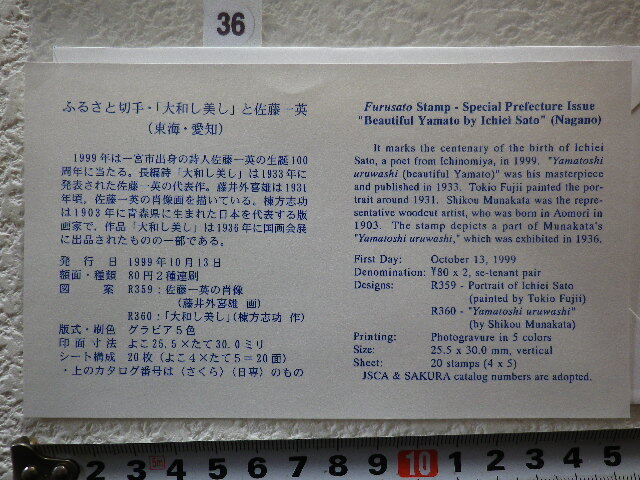 36
ふるさと切手・「大和し美し」と佐藤一英
（東海・愛知）
1999年は一宮市出身の詩人佐藤一英の生誕100
周年に当たる。長編詩「大和し美し」は1933年に
発表された佐藤一英の代表作。藤井外喜雄は1931
年頃、佐藤一英の肖像画を描いている。棟方志功
は1903年に青森県に生まれた日本を代表する版
画家で、作品「大和し美し」は1936年に国画会展
に出品されたものの一部である。
発行日 1999年10月13日
額面・種類 80円2種連刷
図案 R359：佐藤一英の肖像
（藤井外喜雄 画）
R360：「大和し美し」（棟方志功 作）
版式・刷色 グラビア5色
印面寸法 よこ25.5×たて30.0ミリ
シート構成 20枚（よこ4×たて5＝20面）
・上のカタログ番号は（さくら）（日専）のもの
Furusato Stamp - Special Prefecture Issue
"Beautiful Yamato by Ichiei Sato" (Nagano)
It marks the centenary of the birth of Ichiei
Sato, a poet from Ichinomiya, in 1999. "Yamatoshi
uruwashi (beautiful Yamato)" was his masterpiece
and published in 1933. Tokio Fujii painted the por-
trait around 1931. Shikou Munakata was the repre-
sentative woodcut artist, who was born in Aomori in
1903. The stamp depicts a part of Munakata's
"Yamatoshi uruwashi," which was exhibited in 1936.
First Day: October 13, 1999
Denomination: ¥80 x 2, se-tenant pair
Designs: R359 - Portrait of Ichiei Sato
(painted by Tokio Fujii)
R360 - "Yamatoshi uruwashi"
(by Shikou Munakata)
Printing: Photogravure in 5 colors
Size: 25.5 x 30.0 mm, vertical
Sheet: 20 stamps (4 x 5)
JSCA & SAKURA catalog numbers are adopted.
2 3 5m 4 5 6 7 8 9 10 1 2 3 4 5